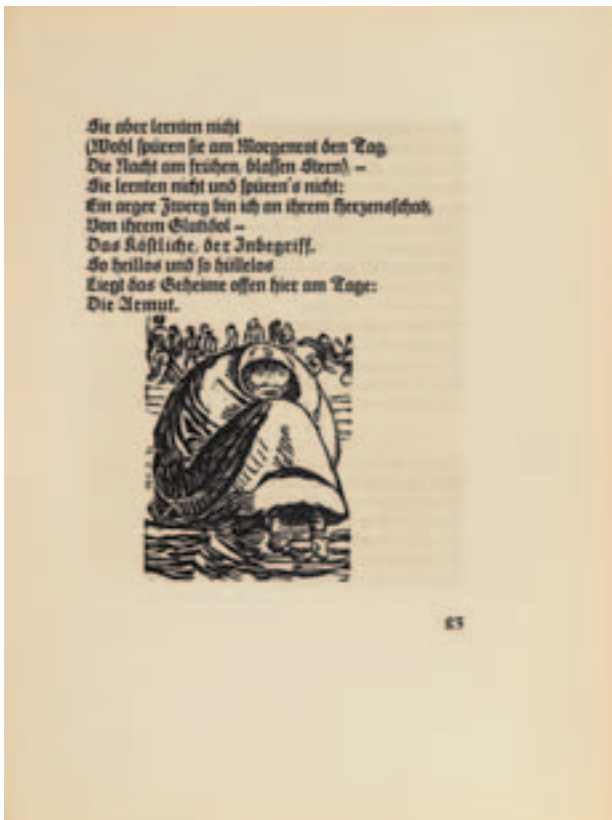 Sie aber lernten nicht
(Wohl spüren sie am Morgenrot den Tag,
Die Nacht am frühen, blassen Stern), –
Sie lernten nicht und spüren's nicht:
Ein arger Zwerg bin ich an ihrem Herzensschatz,
Von ihrem Glutidol –
Das Köstliche, der Inbegriff.
So heillos und so hüllelos
Liegt das Geheime offen hier am Tage:
Die Armut.